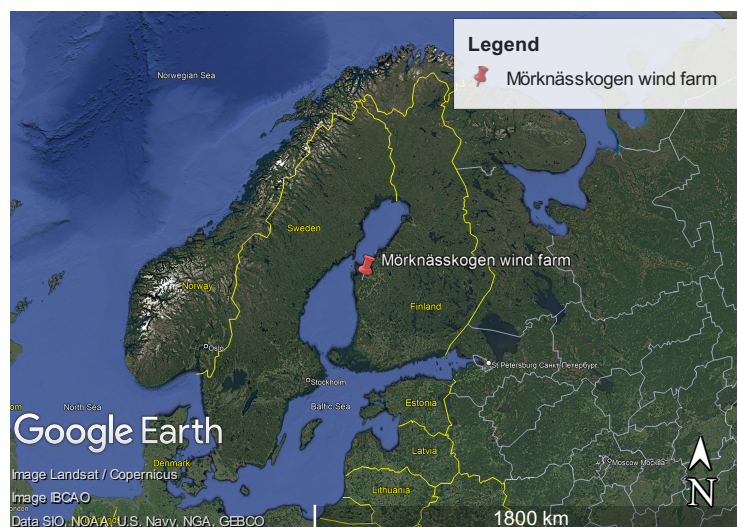 Legend
Mörknässkogen wind farm
Norwegian Sea
Sweden
Mörknässkogen wind farm
Norway
Finland
Oslo
St Petersburg Санкт-Петербург
Stockholm
North Sea
Baltic Sea
Estonia
Google Earth
Latvia
Denmark
Moscow Москва
Image Landsat / Copernicus
Lithuania
Image IBCAO
N
Data SIO, NOAA, U.S. Navy, NGA, GEBCO
1800 km